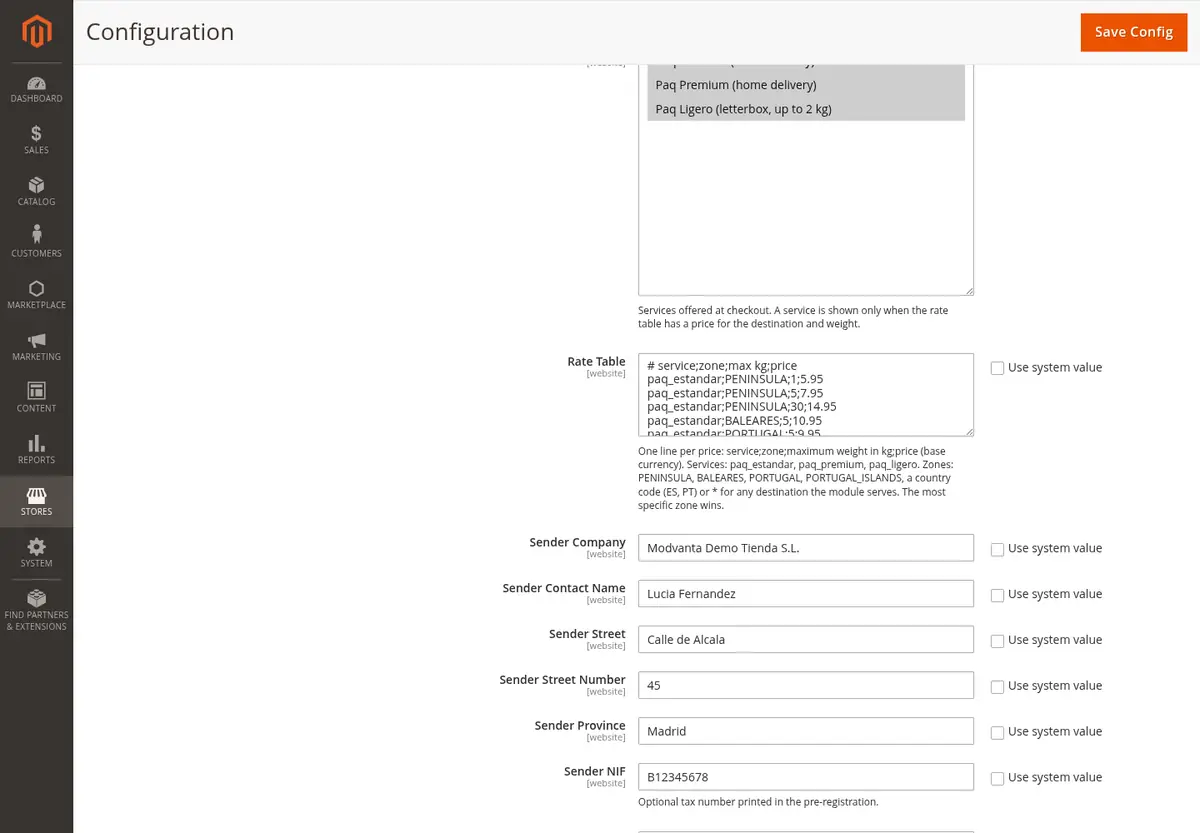 Configuration
Save Config
DASHBOARD
SALES
CATALOG
CUSTOMERS
MARKETPLACE
MARKETING
CONTENT
REPORTS
STORES
SYSTEM
FIND PARTNERS
& EXTENSIONS
[website]
Paq Premium (home delivery)
Paq Ligero (letterbox, up to 2 kg)
Services offered at checkout. A service is shown only when the rate
table has a price for the destination and weight.
Rate Table
[website]
# service;zone;max kg;price
paq_estandar;PENINSULA;1;5.95
paq_estandar;PENINSULA;5;7.95
paq_estandar;PENINSULA;30;14.95
paq_estandar;BALEARES;5;10.95
paq_estandar;PORTUGAL;5;9.95
Use system value
One line per price: service;zone;maximum weight in kg;price (base
currency). Services: paq_estandar, paq_premium, paq_ligero. Zones:
PENINSULA, BALEARES, PORTUGAL, PORTUGAL_ISLANDS, a country
code (ES, PT) or * for any destination the module serves. The most
specific zone wins.
Sender Company
[website]
Modvanta Demo Tienda S.L.
Use system value
Sender Contact Name
[website]
Lucia Fernandez
Use system value
Sender Street
[website]
Calle de Alcala
Use system value
Sender Street Number
[website]
45
Use system value
Sender Province
[website]
Madrid
Use system value
Sender NIF
[website]
B12345678
Use system value
Optional tax number printed in the pre-registration.